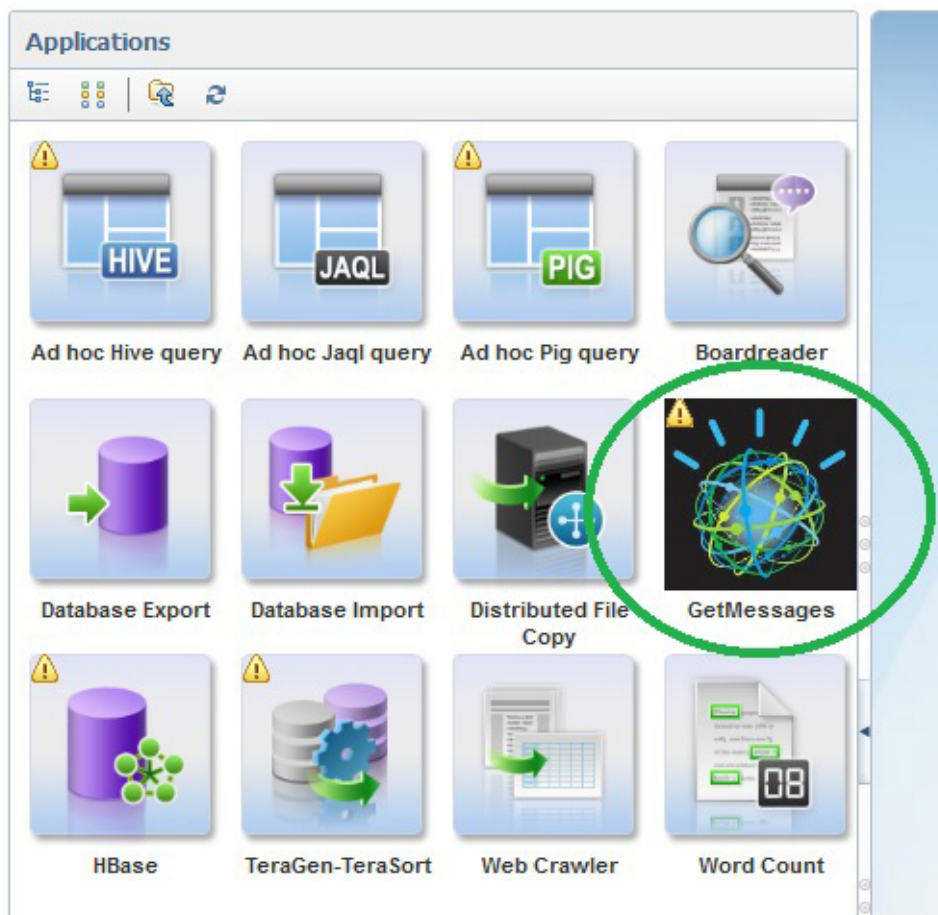 Applications
HIVE
JAQL
PIG
Ad hoc Hive query
Ad hoc Jaql query
Ad hoc Pig query
Boardreader
Database Export
Database Import
Distributed File
Copy
GetMessages
08
HBase
TeraGen-TeraSort
Web Crawler
Word Count